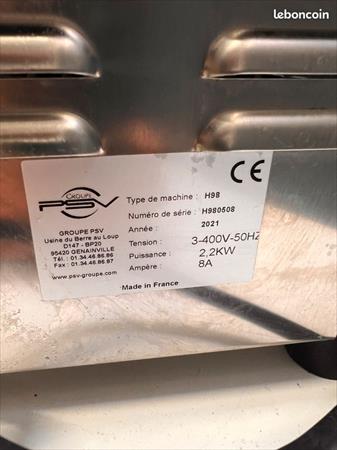 leboncoin
GROUPE
PSV
GROUPE PSV
Usine du Berre au Loup
D147 - BP20
95420 GENAINVILLE
Tél. : 01.34.46.86.86
Fax : 01.34.46.86.87
www.psv-groupe.com
CE
Type de machine : H98
Numéro de série : H980508
Année : 2021
Tension : 3-400V-50HZ
Puissance : 2,2KW
Ampère : 8A
Made in France